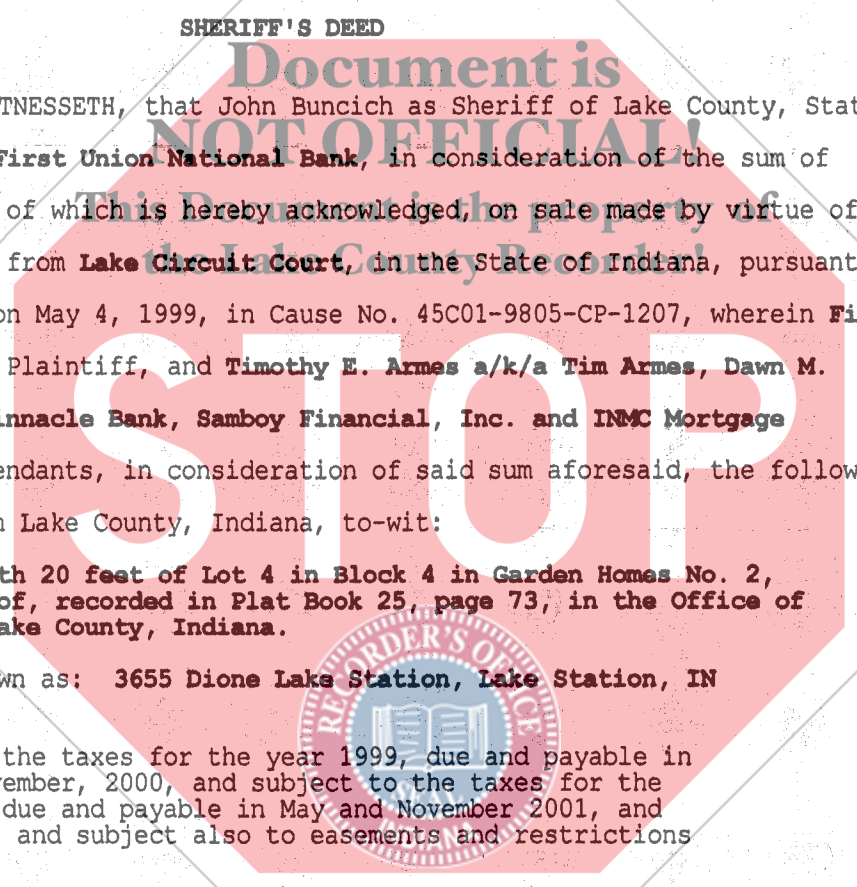 SHERIFF'S DEED
Document is
TNESSETH, that John Buncich as Sheriff of Lake County, Stat
NOT OFFICIAL!
First Union National Bank, in consideration of the sum of
This Document is the property of
of which is hereby acknowledged, on sale made by virtue of
the Lake County Recorder!
from Lake Circuit Court, in the State of Indiana, pursuant
on May 4, 1999, in Cause No. 45C01-9805-CP-1207, wherein Fi
Plaintiff, and Timothy E. Armes a/k/a Tim Armes, Dawn M.
innacle Bank, Samboy Financial, Inc. and INMC Mortgage
endants, in consideration of said sum aforesaid, the follow
n Lake County, Indiana, to-wit:
STOP
th 20 feet of Lot 4 in Block 4 in Garden Homes No. 2,
of, recorded in Plat Book 25, page 73, in the Office of
ake County, Indiana.
wn as: 3655 Dione Lake Station, Lake Station, IN
RECORDER'S OFFICE
the taxes for the year 1999, due and payable in
vember, 2000, and subject to the taxes for the
due and payable in May and November 2001, and
and subject also to easements and restrictions
SEAL
INDIANA